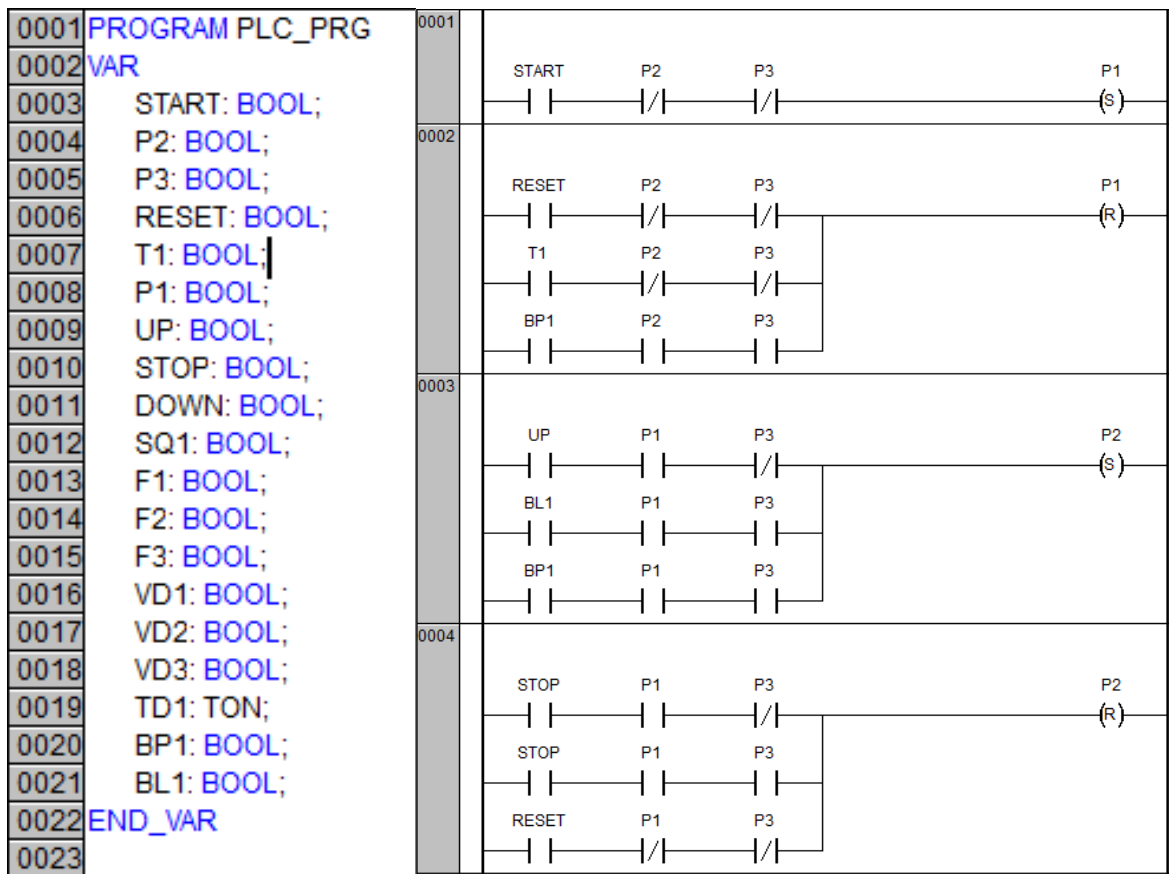 0001 PROGRAM PLC_PRG
0002 VAR
0003 START: BOOL;
0004 P2: BOOL;
0005 P3: BOOL;
0006 RESET: BOOL;
0007 T1: BOOL;
0008 P1: BOOL;
0009 UP: BOOL;
0010 STOP: BOOL;
0011 DOWN: BOOL;
0012 SQ1: BOOL;
0013 F1: BOOL;
0014 F2: BOOL;
0015 F3: BOOL;
0016 VD1: BOOL;
0017 VD2: BOOL;
0018 VD3: BOOL;
0019 TD1: TON;
0020 BP1: BOOL;
0021 BL1: BOOL;
0022 END_VAR
0023
0001
START P2 P3 P1
S
0002
RESET P2 P3 P1
R
T1 P2 P3
BP1 P2 P3
0003
UP P1 P3 P2
S
BL1 P1 P3
BP1 P1 P3
0004
STOP P1 P3 P2
R
STOP P1 P3
RESET P1 P3